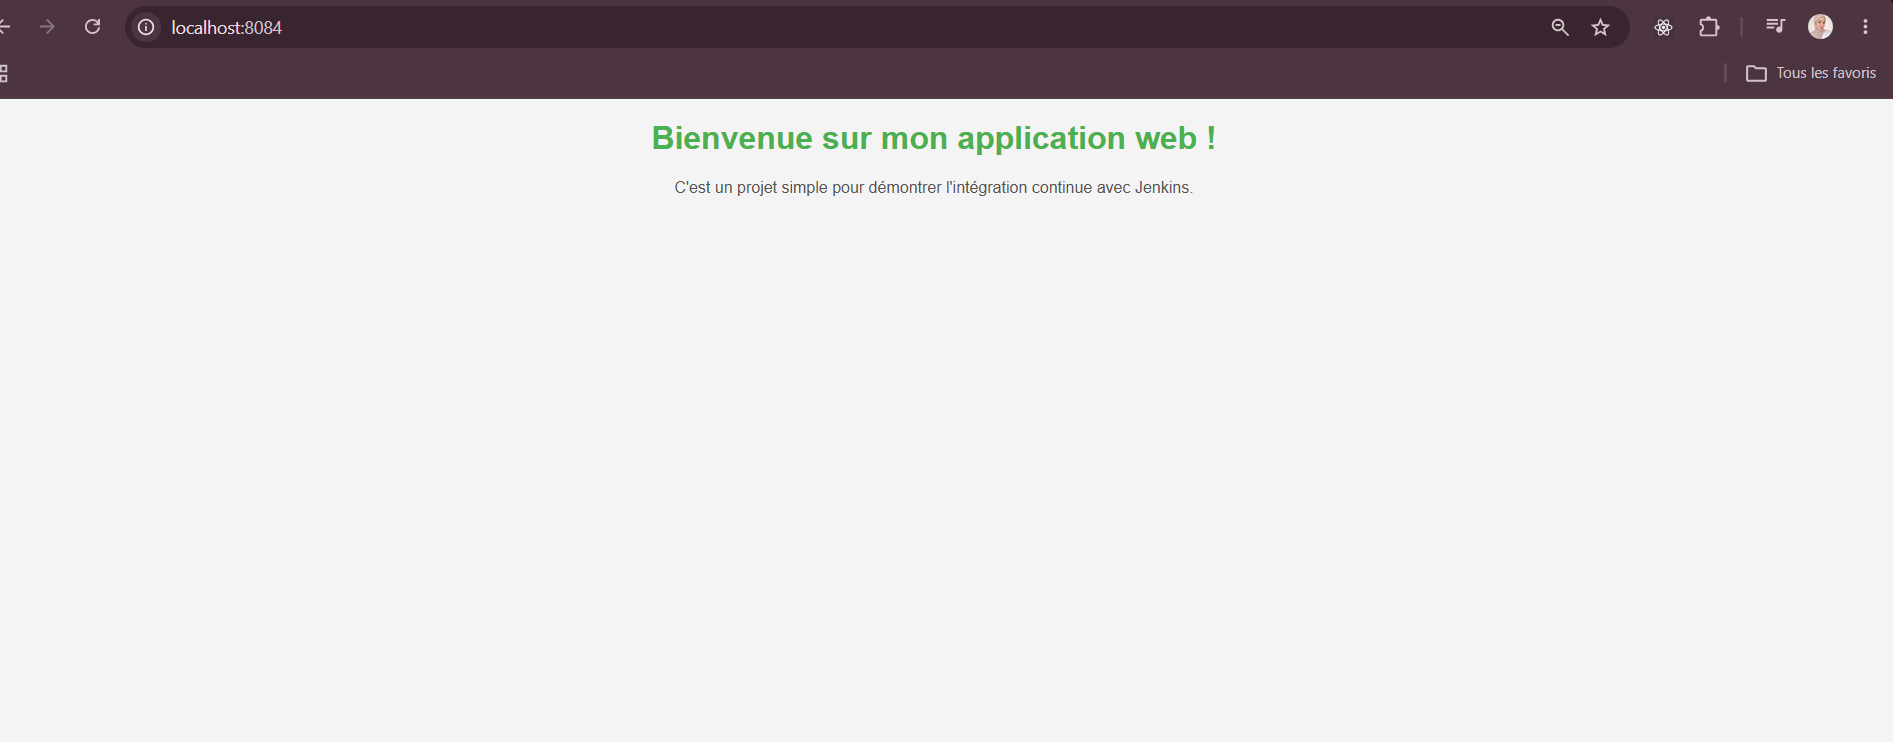 localhost:8084
Tous les favoris
Bienvenue sur mon application web !
C'est un projet simple pour démontrer l'intégration continue avec Jenkins.